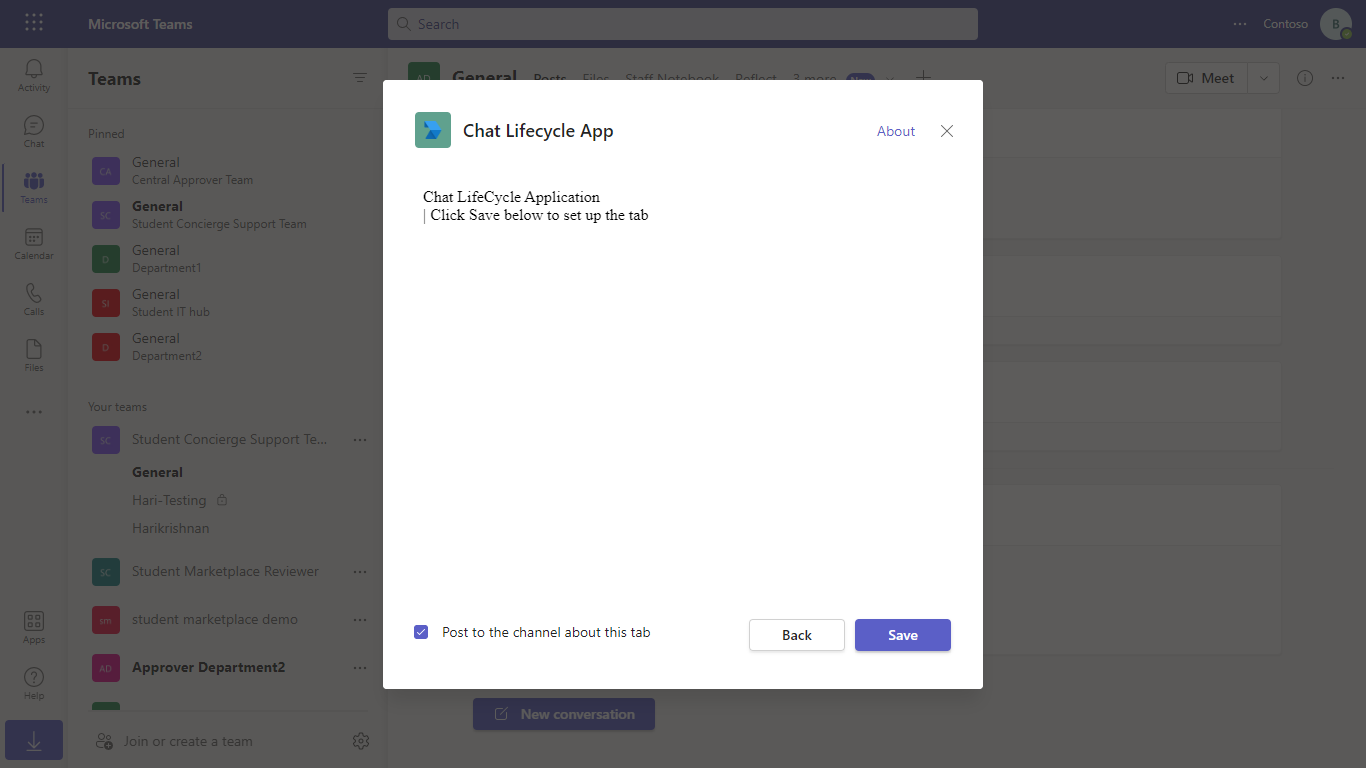 Microsoft Teams
Search
Contoso
B
Activity
Chat
Teams
Calendar
Calls
Files
Apps
Help
Teams
Pinned
CA
General
Central Approver Team
SC
General
Student Concierge Support Team
D
General
Department1
SI
General
Student IT hub
D
General
Department2
Your teams
SC
Student Concierge Support Te...
General
Hari-Testing
Harikrishnan
SC
Student Marketplace Reviewer
sm
student marketplace demo
AD
Approver Department2
Join or create a team
AD
General Posts Files Staff Notebook Reflect 3 more New
Meet
Chat Lifecycle App
About
Chat LifeCycle Application
| Click Save below to set up the tab
Post to the channel about this tab
Back
Save
New conversation